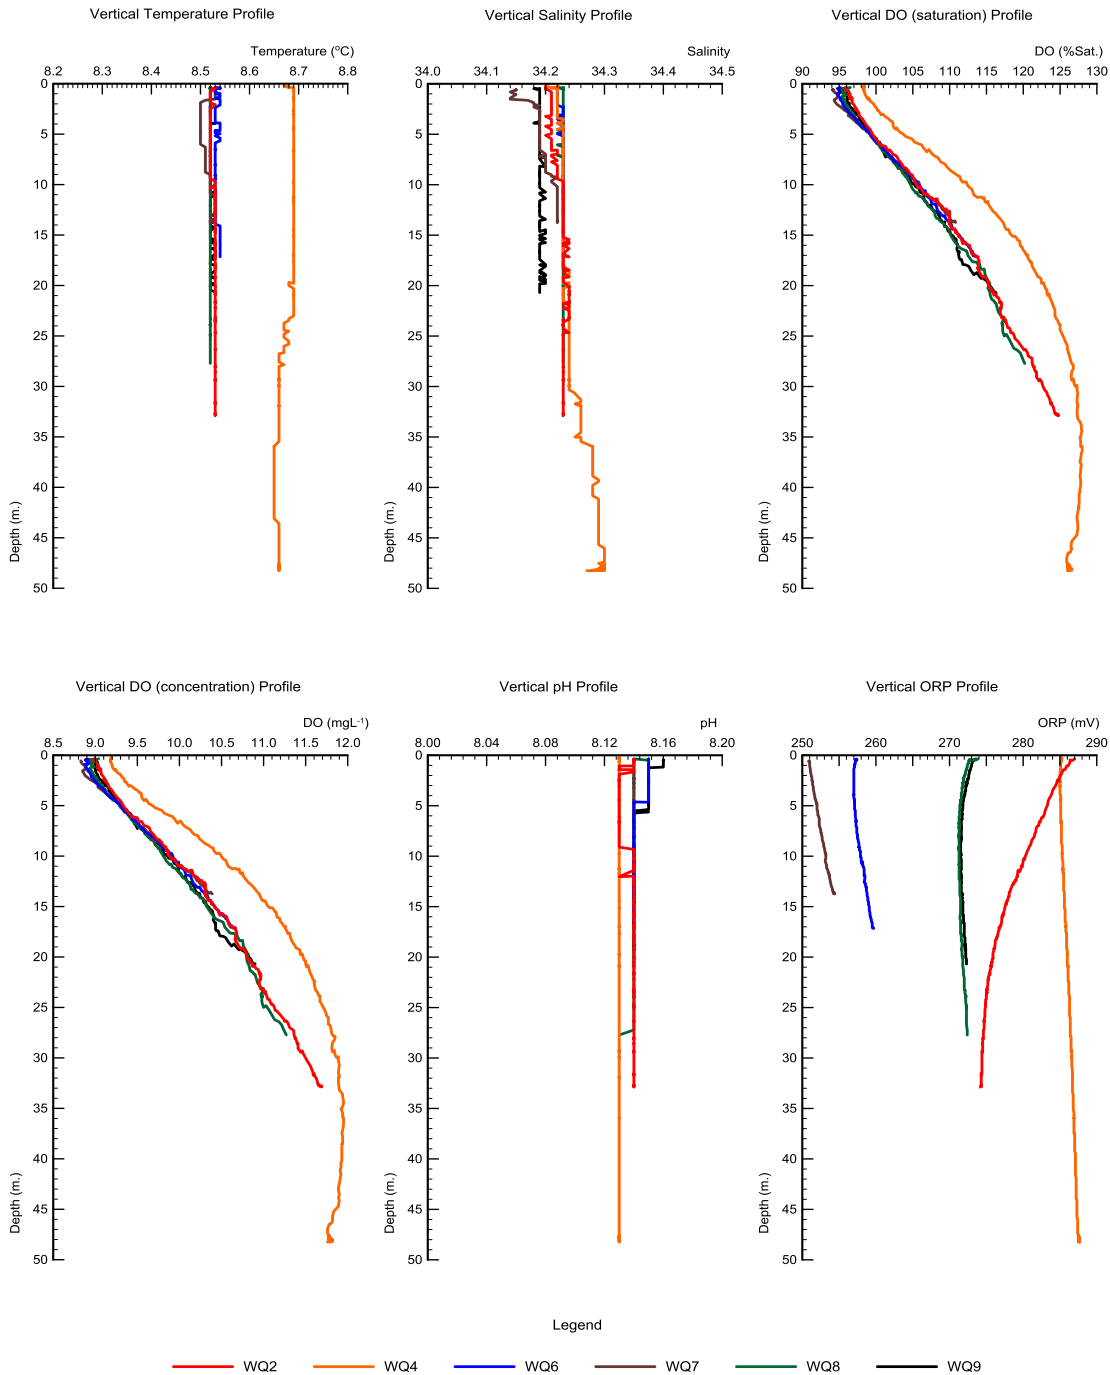 Vertical Temperature Profile
Vertical Salinity Profile
Vertical DO (saturation) Profile
Temperature (°C)
Salinity
DO (%Sat.)
8.2 8.3 8.4 8.5 8.6 8.7 8.8
34.0 34.1 34.2 34.3 34.4 34.5
90 95 100 105 110 115 120 125 130
0 5 10 15 20 25 30 35 40 45 50
Depth (m.)
0 5 10 15 20 25 30 35 40 45 50
Depth (m.)
0 5 10 15 20 25 30 35 40 45 50
Depth (m.)
Vertical DO (concentration) Profile
Vertical pH Profile
Vertical ORP Profile
DO (mgL-1)
pH
ORP (mV)
8.5 9.0 9.5 10.0 10.5 11.0 11.5 12.0
8.00 8.04 8.08 8.12 8.16 8.20
250 260 270 280 290
0 5 10 15 20 25 30 35 40 45 50
Depth (m.)
0 5 10 15 20 25 30 35 40 45 50
Depth (m.)
0 5 10 15 20 25 30 35 40 45 50
Depth (m.)
Legend
WQ2 WQ4 WQ6 WQ7 WQ8 WQ9